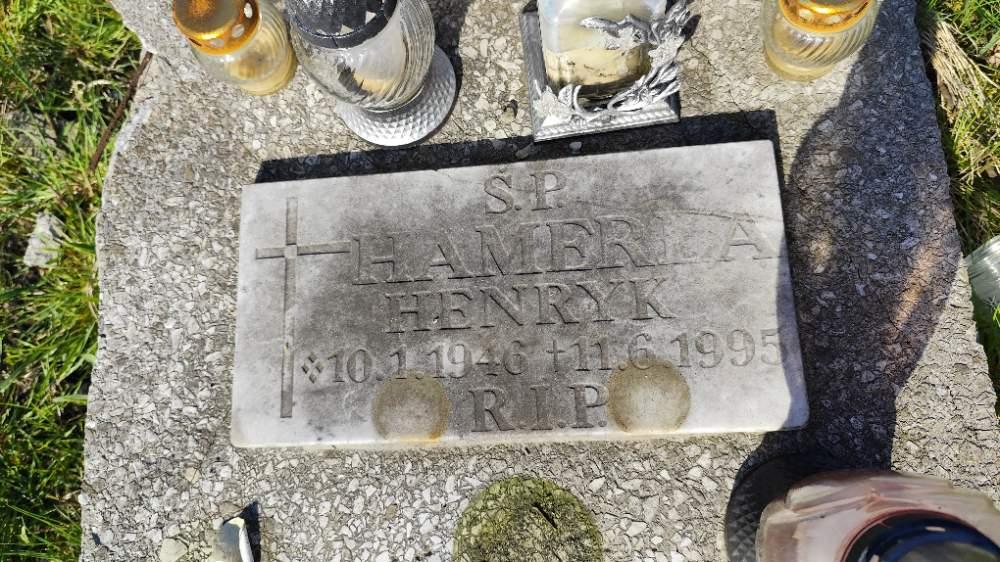 Ś.P.
HAMERLA
HENRYK
10.1.1946 †11.6.1995
R.I.P.